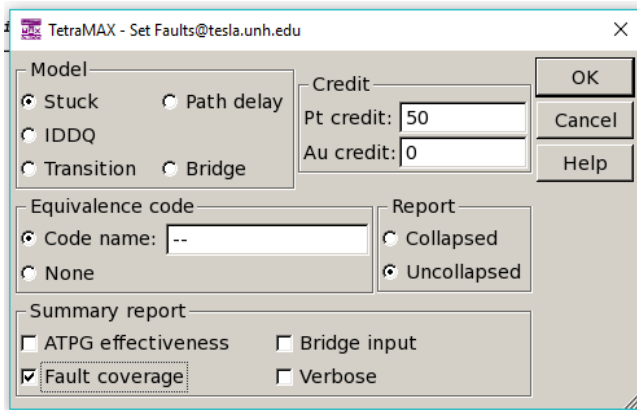 TetraMAX - Set Faults@tesla.unh.edu
Model
Stuck
Path delay
IDDQ
Transition
Bridge
Credit
Pt credit: 50
Au credit: 0
OK
Cancel
Help
Equivalence code
Code name: --
None
Report
Collapsed
Uncollapsed
Summary report
ATPG effectiveness
Bridge input
Fault coverage
Verbose